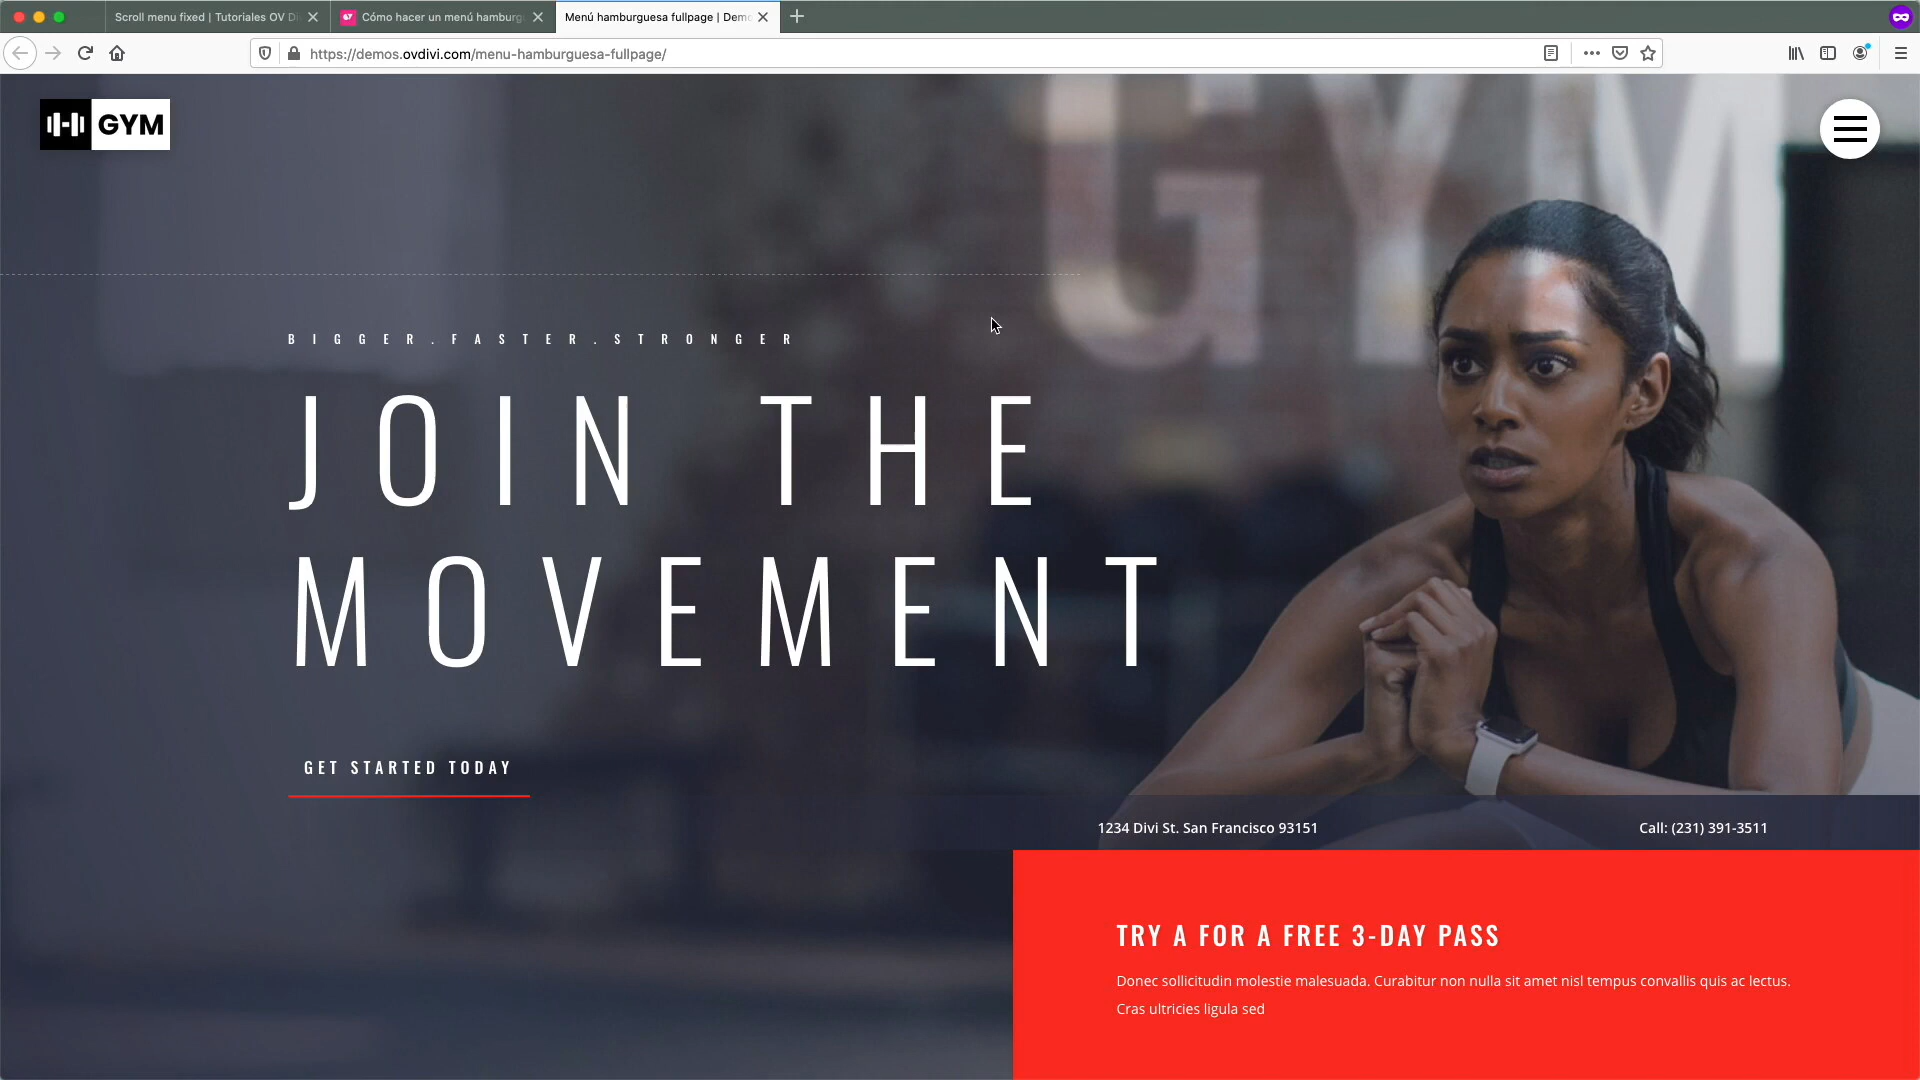 Scroll menu fixed | Tutoriales OV Di
Cómo hacer un menú hamburg
Menú hamburguesa fullpage | Demo
https://demos.ovdivi.com/menu-hamburguesa-fullpage/
GYM
GYM
BIGGER.FASTER.STRONGER
JOIN THE
MOVEMENT
GET STARTED TODAY
1234 Divi St. San Francisco 93151
Call: (231) 391-3511
TRY A FOR A FREE 3-DAY PASS
Donec sollicitudin molestie malesuada. Curabitur non nulla sit amet nisl tempus convallis quis ac lectus.
Cras ultricies ligula sed